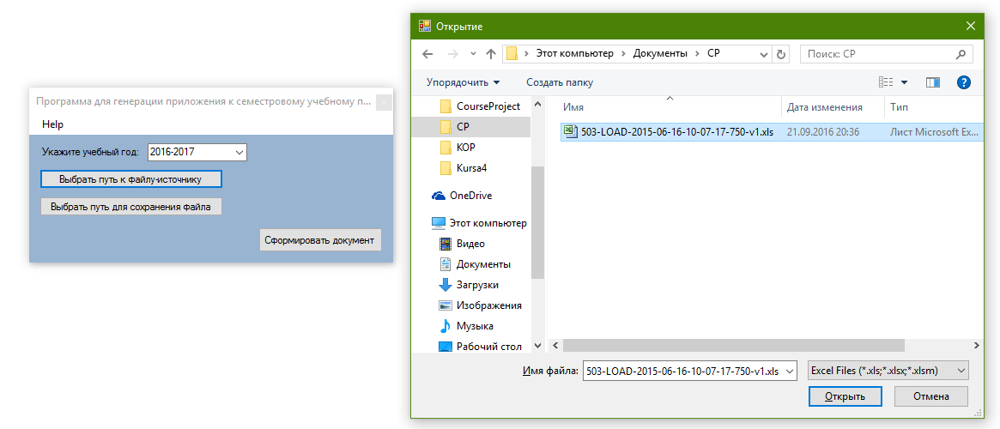 Программа для генерации приложения к семестровому учебному п...
Help
Укажите учебный год: 2016-2017
Выбрать путь к файлу-источнику
Выбрать путь для сохранения файла
Сформировать документ
Открытие
Этот компьютер > Документы > CP
Поиск: CP
Упорядочить
Создать папку
CourseProject
CP
KOP
Kursa4
OneDrive
Этот компьютер
Видео
Документы
Загрузки
Изображения
Музыка
Рабочий стол
Имя
Дата изменения
Тип
503-LOAD-2015-06-16-10-07-17-750-v1.xls
21.09.2016 20:36
Лист Microsoft Ex...
Имя файла: 503-LOAD-2015-06-16-10-07-17-750-v1.xls
Excel Files (*.xls;*.xlsx;*.xlsm)
Открыть
Отмена